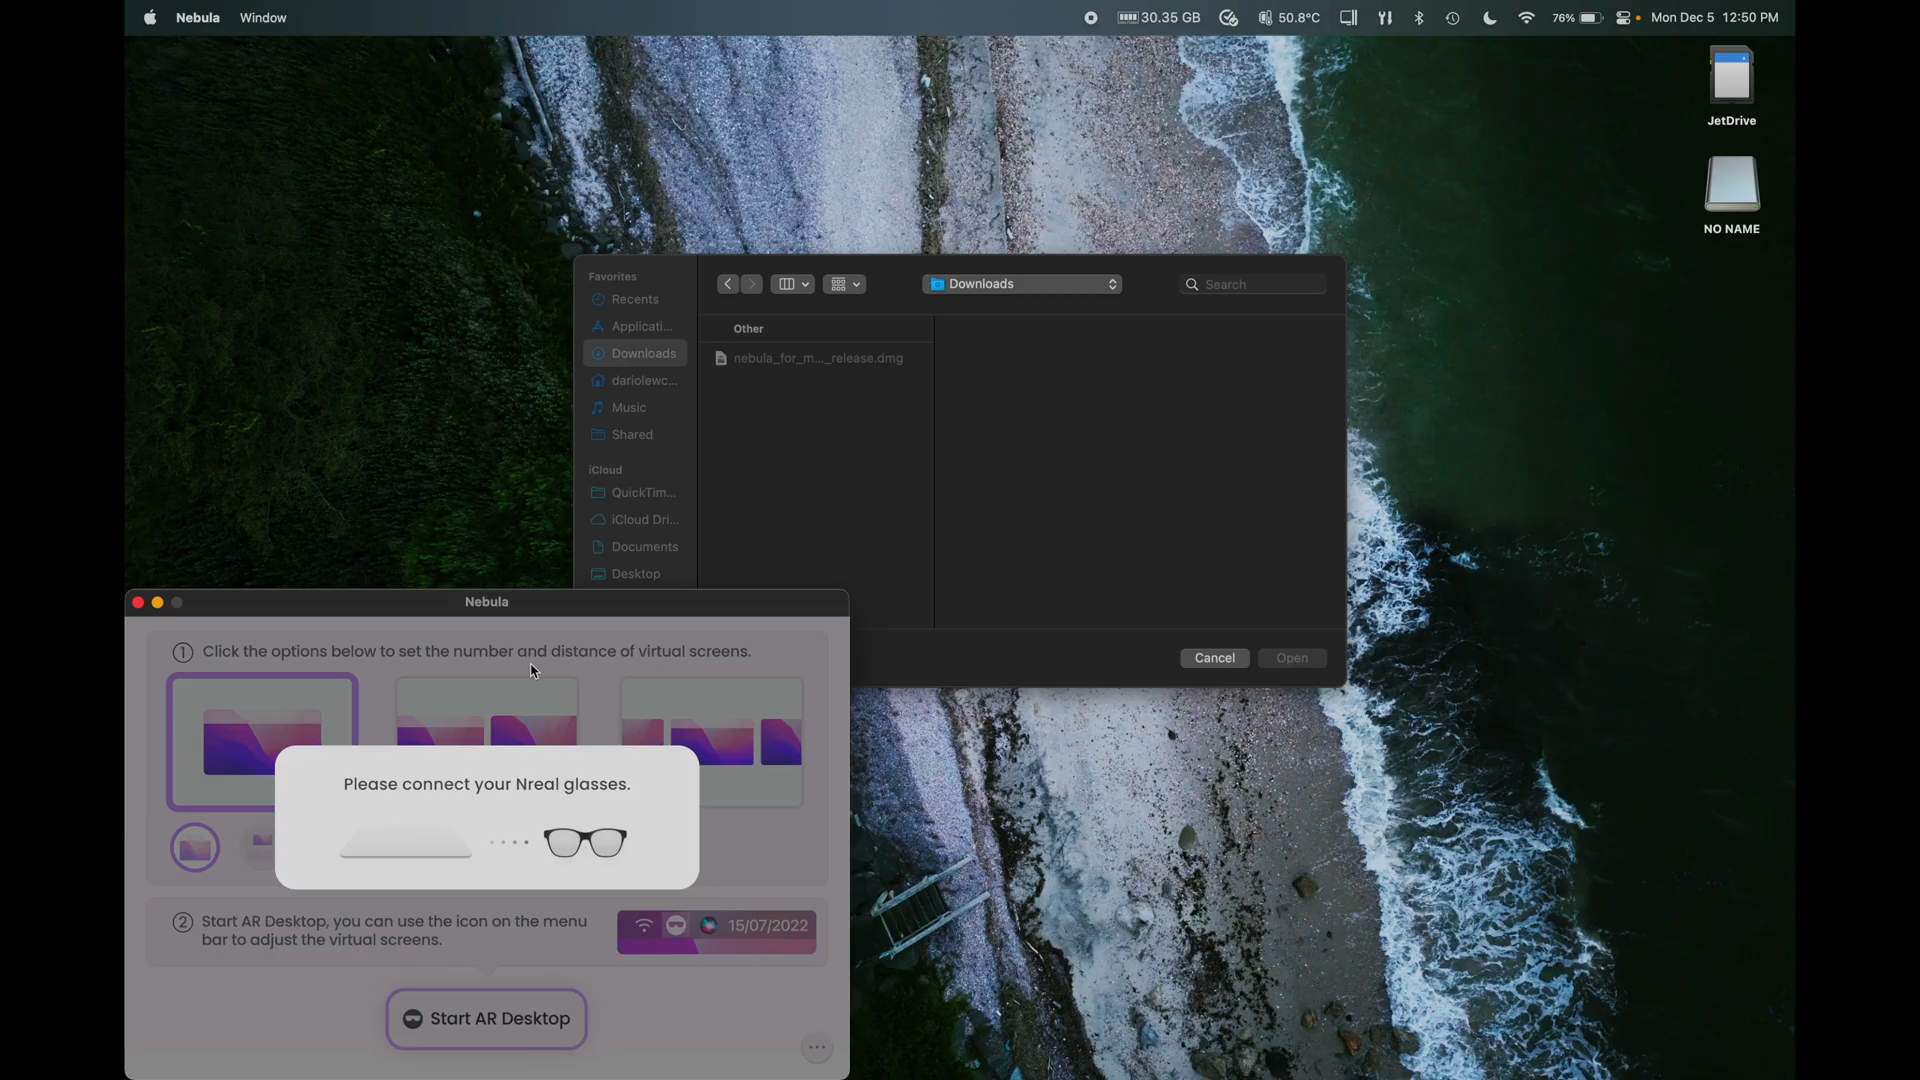 Nebula Window 30.35 GB 50.8°C 76% Mon Dec 5 12:50 PM
JetDrive
NO NAME
Favorites
Recents
Applicati...
Downloads
dariolewc...
Music
Shared
iCloud
QuickTim...
iCloud Dri...
Documents
Desktop
Downloads
Search
Other
nebula_for_m..._release.dmg
Cancel
Open
Nebula
1 Click the options below to set the number and distance of virtual screens.
Please connect your Nreal glasses.
2 Start AR Desktop, you can use the icon on the menu
bar to adjust the virtual screens.
15/07/2022
Start AR Desktop